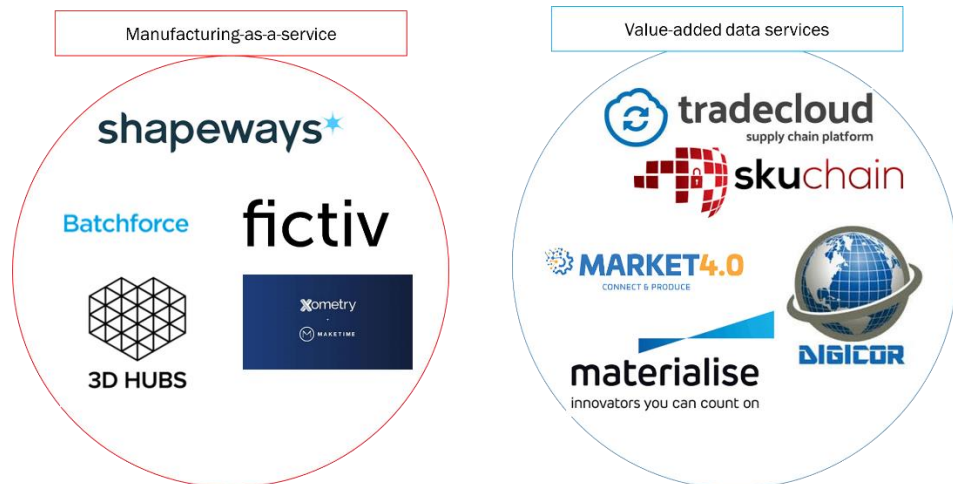 Manufacturing-as-a-service
shapeways
Batchforce
fictiv
3D HUBS
Xometry
M MAKETIME
Value-added data services
tradecloud
supply chain platform
skuchain
MARKET4.0
CONNECT & PRODUCE
DIGICOR
materialise
innovators you can count on